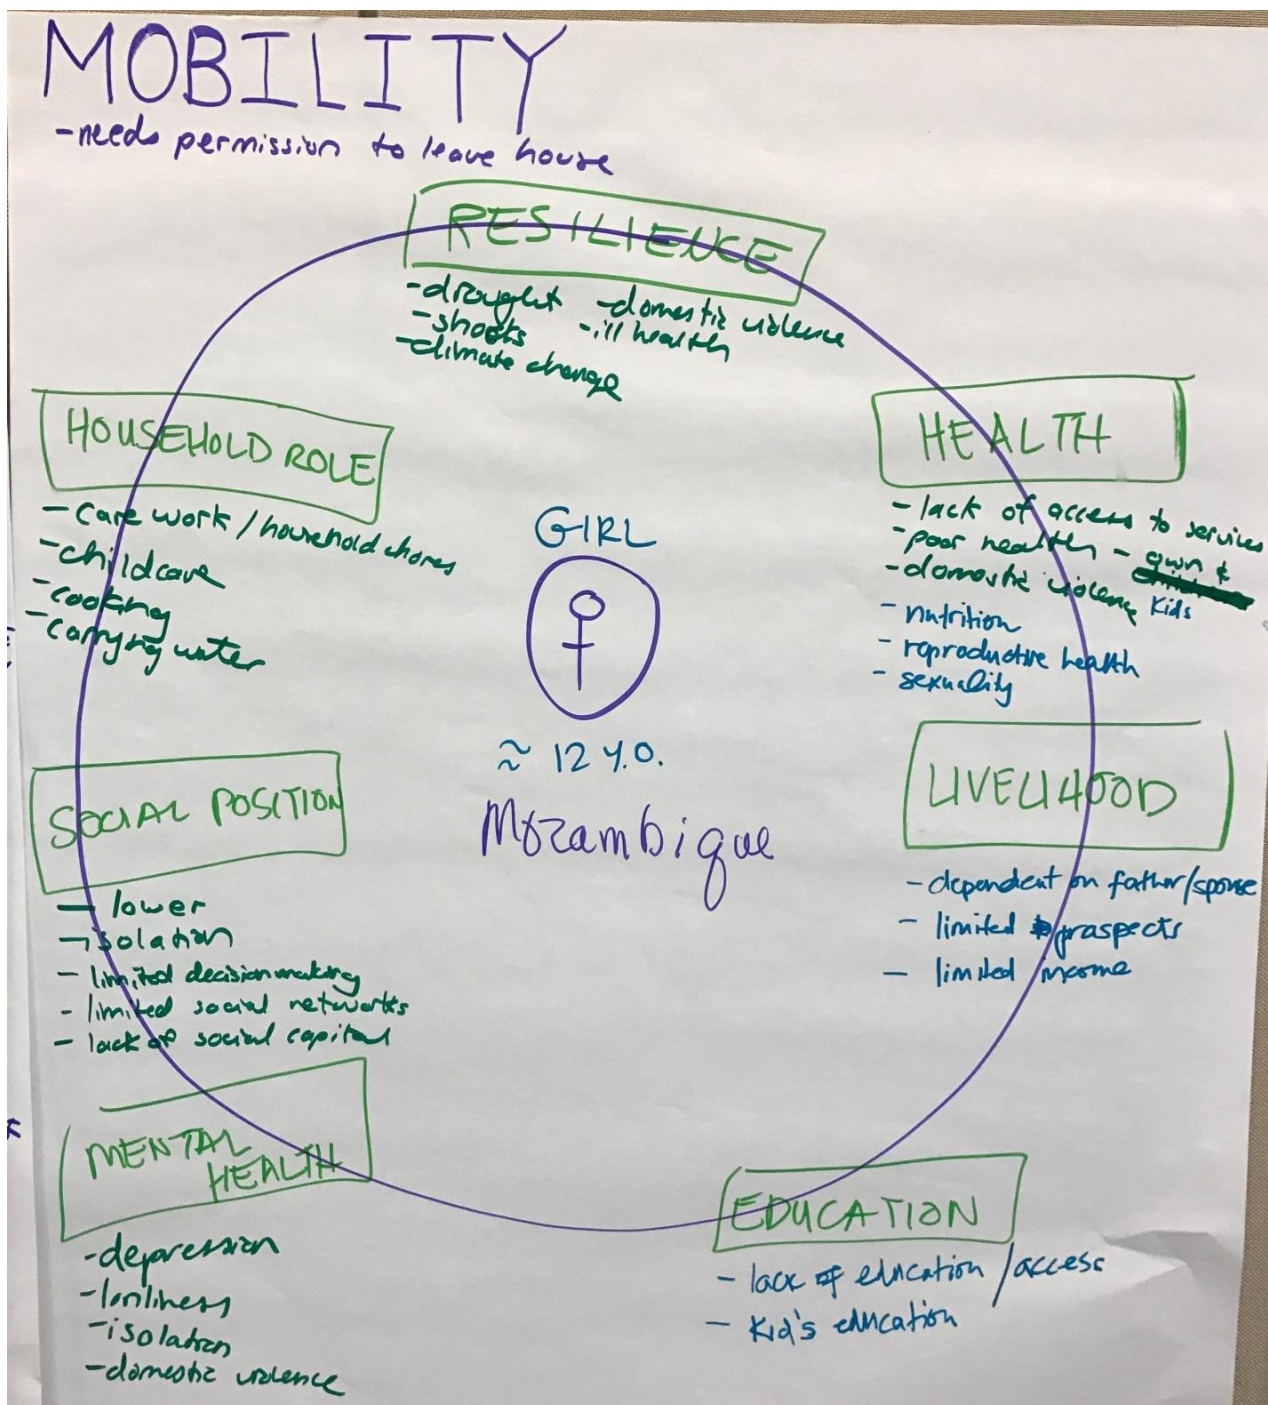 MOBILITY
-needs permission to leave house
RESILIENCE
-drought -domestic violence
-shocks -ill health
-climate change
HOUSEHOLD ROLE
- care work / household chores
-childcare
-cooking
-carrying water
HEALTH
- lack of access to services
- poor health - own &
-domestic violence kids
- nutrition
- reproductive health
- sexuality
GIRL
≈ 12 Y.O.
Mozambique
SOCIAL POSITION
- lower
-isolation
- limited decisionmaking
- limited social networks
- lack of social capital
LIVELIHOOD
- dependent on father/sponse
- limited prospects
- limited income
MENTAL
HEALTH
-depression
-lonliness
-isolation
-domestic violence
EDUCATION
- lack of education / access
- Kid's education